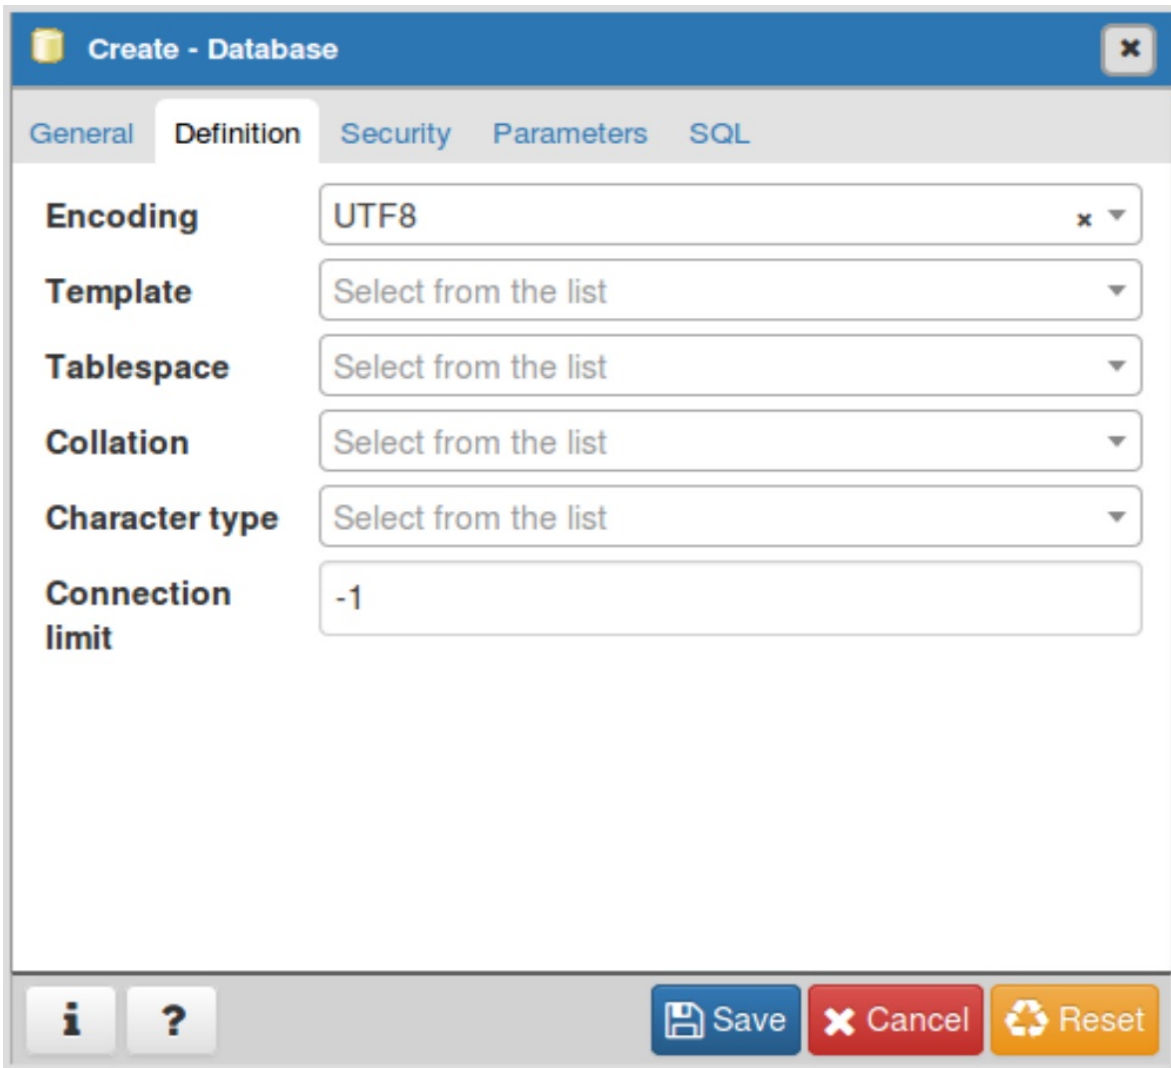 Create - Database
General Definition Security Parameters SQL
Encoding UTF8
Template Select from the list
Tablespace Select from the list
Collation Select from the list
Character type Select from the list
Connection limit -1
i ? Save Cancel Reset